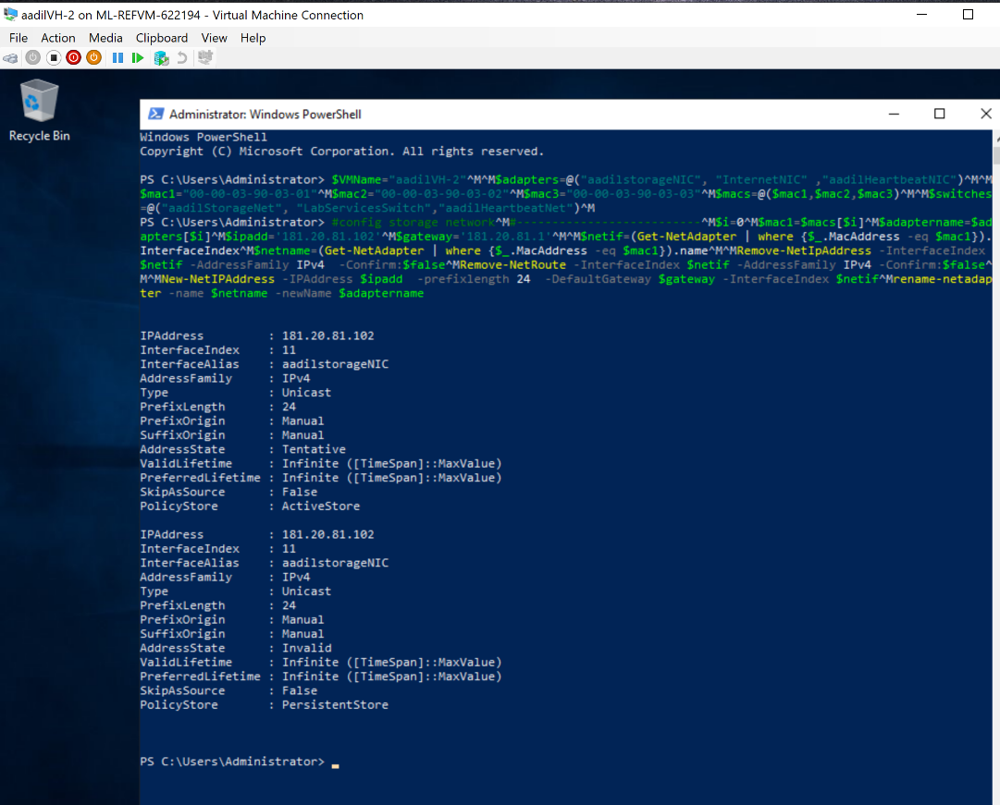 aadilVH-2 on ML-REFVM-622194 - Virtual Machine Connection
File Action Media Clipboard View Help
Recycle Bin
Administrator: Windows PowerShell
Windows PowerShell
Copyright (C) Microsoft Corporation. All rights reserved.
PS C:\Users\Administrator> $VMName="aadilVH-2"^M^M$adapters=@("aadilstorageNIC", "InternetNIC" ,"aadilHeartbeatNIC")^M^M
$mac1="00-00-03-90-03-01"^M$mac2="00-00-03-90-03-02"^M$mac3="00-00-03-90-03-03"^M$macs=@($mac1,$mac2,$mac3)^M^M$switches
=@("aadilStorageNet", "LabServicesSwitch","aadilHeartbeatNet")^M
PS C:\Users\Administrator> #config storage network^M#--------------------------^M$i=0^M$mac1=$macs[$i]^M$adaptername=$ad
apters[$i]^M$ipadd='181.20.81.102'^M$gateway='181.20.81.1'^M^M$netif=(Get-NetAdapter | where {$_.MacAddress -eq $mac1}).
InterfaceIndex^M$netname=(Get-NetAdapter | where {$_.MacAddress -eq $mac1}).name^M^MRemove-NetIpAddress -InterfaceIndex
$netif -AddressFamily IPv4  -Confirm:$false^MRemove-NetRoute -InterfaceIndex $netif -AddressFamily IPv4 -Confirm:$false^
M^MNew-NetIPAddress -IPAddress $ipadd  -prefixlength 24  -DefaultGateway $gateway -InterfaceIndex $netif^Mrename-netadap
ter -name $netname -newName $adaptername
IPAddress : 181.20.81.102
InterfaceIndex : 11
InterfaceAlias : aadilstorageNIC
AddressFamily : IPv4
Type : Unicast
PrefixLength : 24
PrefixOrigin : Manual
SuffixOrigin : Manual
AddressState : Tentative
ValidLifetime : Infinite ([TimeSpan]::MaxValue)
PreferredLifetime : Infinite ([TimeSpan]::MaxValue)
SkipAsSource : False
PolicyStore : ActiveStore
IPAddress : 181.20.81.102
InterfaceIndex : 11
InterfaceAlias : aadilstorageNIC
AddressFamily : IPv4
Type : Unicast
PrefixLength : 24
PrefixOrigin : Manual
SuffixOrigin : Manual
AddressState : Invalid
ValidLifetime : Infinite ([TimeSpan]::MaxValue)
PreferredLifetime : Infinite ([TimeSpan]::MaxValue)
SkipAsSource : False
PolicyStore : PersistentStore
PS C:\Users\Administrator> _